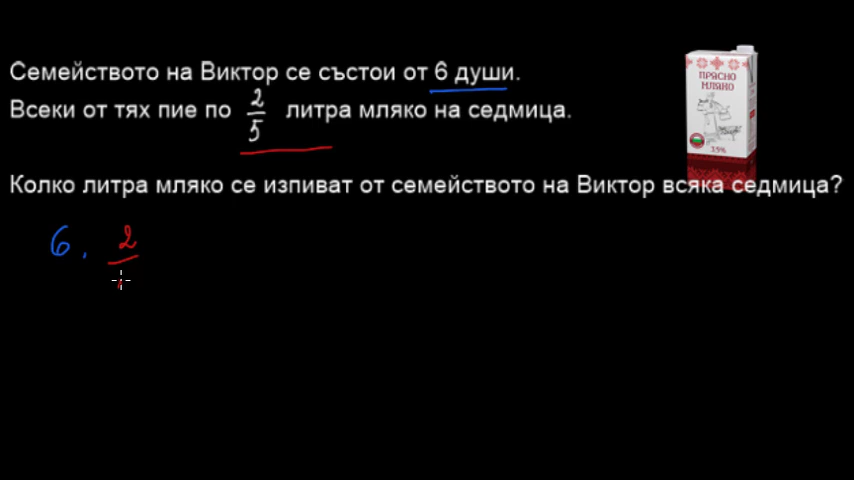 Семейството на Виктор се състои от 6 души.
Всеки от тях пие по 2/5 литра мляко на седмица.
Колко литра мляко се изпиват от семейството на Виктор всяка седмица?
6 . 2
ПРЯСНО
МЛЯКО
3.5%